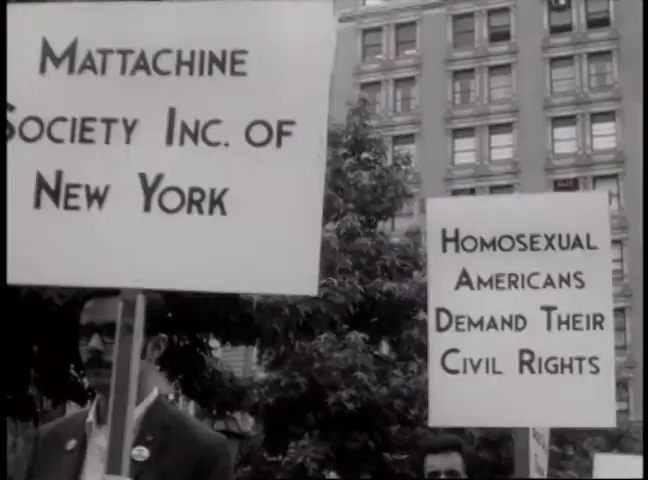 MATTACHINE
SOCIETY INC. OF
NEW YORK
HOMOSEXUAL
AMERICANS
DEMAND THEIR
CIVIL RIGHTS